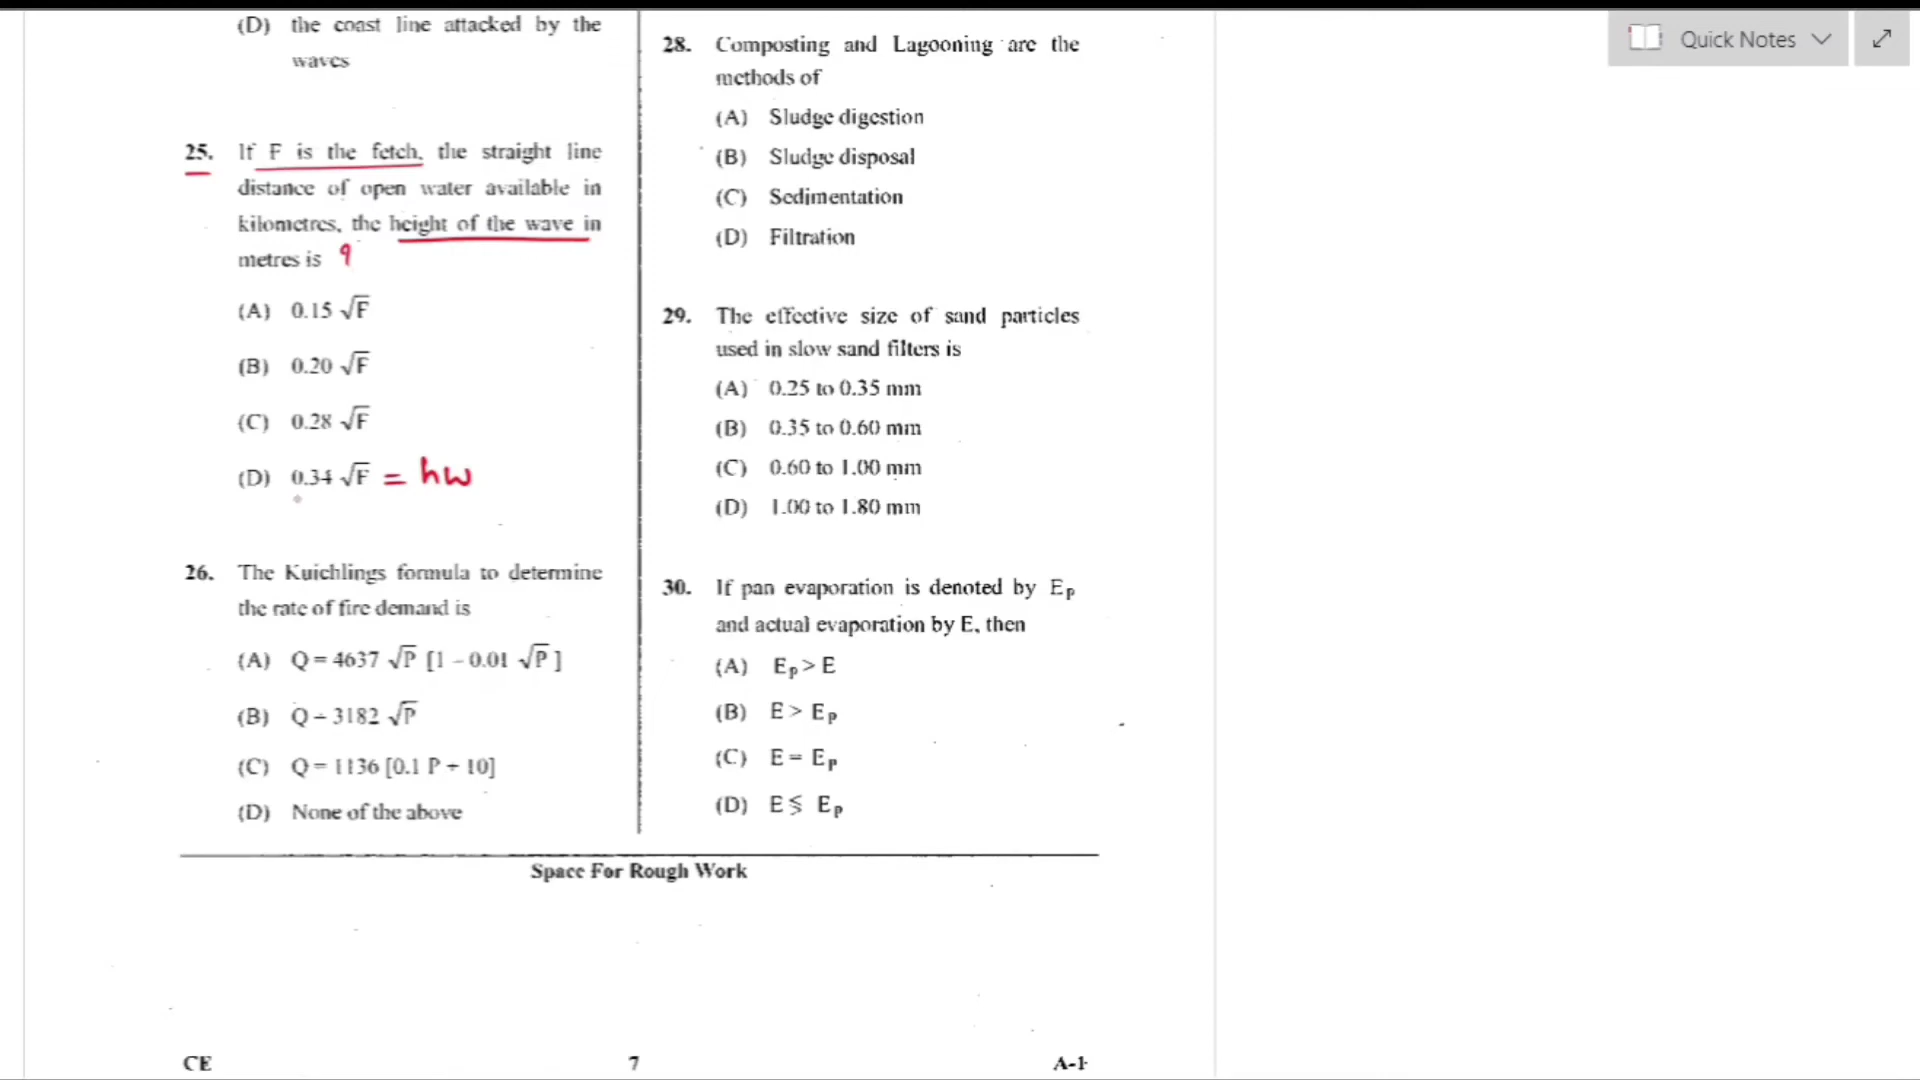 (D) the coast line attacked by the
waves
25. If F is the fetch, the straight line
distance of open water available in
kilometres, the height of the wave in
metres is ?
(A) 0.15 √F
(B) 0.20 √F
(C) 0.28 √F
(D) 0.34 √F = hw
26. The Kuichlings formula to determine
the rate of fire demand is
(A) Q = 4637 √P [1 – 0.01 √P ]
(B) Q = 3182 √P
(C) Q = 1136 [0.1 P + 10]
(D) None of the above
28. Composting and Lagooning are the
methods of
(A) Sludge digestion
(B) Sludge disposal
(C) Sedimentation
(D) Filtration
29. The effective size of sand particles
used in slow sand filters is
(A) 0.25 to 0.35 mm
(B) 0.35 to 0.60 mm
(C) 0.60 to 1.00 mm
(D) 1.00 to 1.80 mm
30. If pan evaporation is denoted by Eₚ
and actual evaporation by E, then
(A) Eₚ > E
(B) E > Eₚ
(C) E = Eₚ
(D) E ≶ Eₚ
Space For Rough Work
CE 7 A-1
Quick Notes